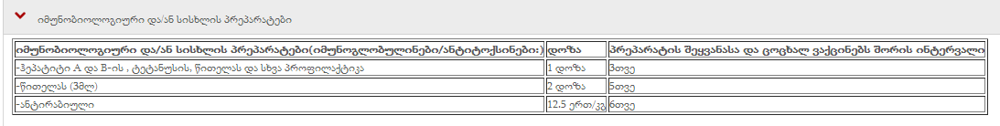 იმუნობიოლოგიური და/ან სისხლის პრეპარატები
იმუნობიოლოგიური და/ან სისხლის პრეპარატები(იმუნოგლობულინები/ანტიტოქსინები:) დოზა პრეპარატის შეყვანასა და ცოცხალ ვაქცინებს შორის ინტერვალი
-ჰეპატიტი A და B-ის , ტეტანუსის, წითელას და სხვა პროფილაქტიკა 1 დოზა 3თვე
-წითელას (3მლ) 2 დოზა 5თვე
-ანტირაბიული 12.5 ერთ/კგ 6თვე